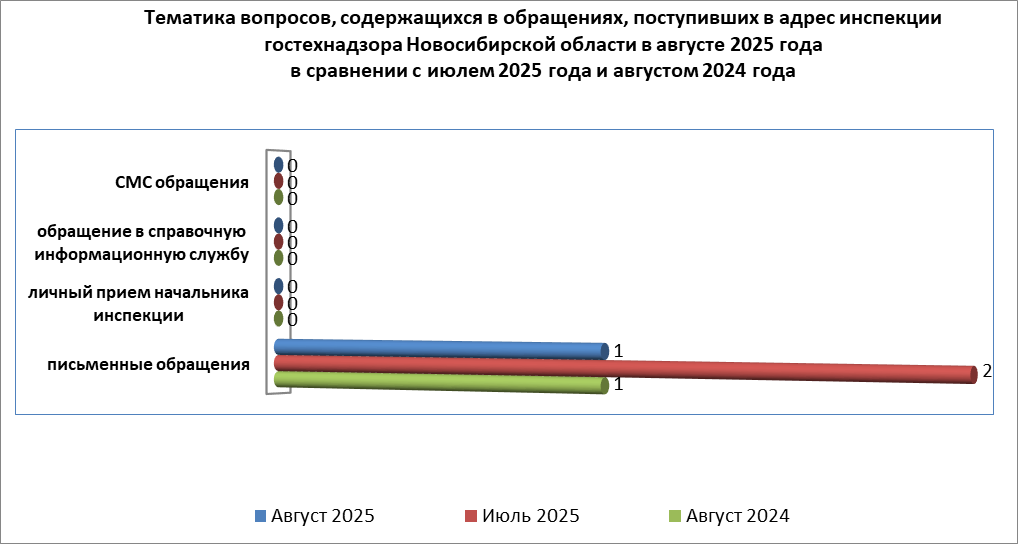 Тематика вопросов, содержащихся в обращениях, поступивших в адрес инспекции
гостехнадзора Новосибирской области в августе 2025 года
в сравнении с июлем 2025 года и августом 2024 года
СМС обращения
0
0
0
обращение в справочную
информационную службу
0
0
0
личный прием начальника
инспекции
0
0
0
письменные обращения
1
2
1
Август 2025
Июль 2025
Август 2024